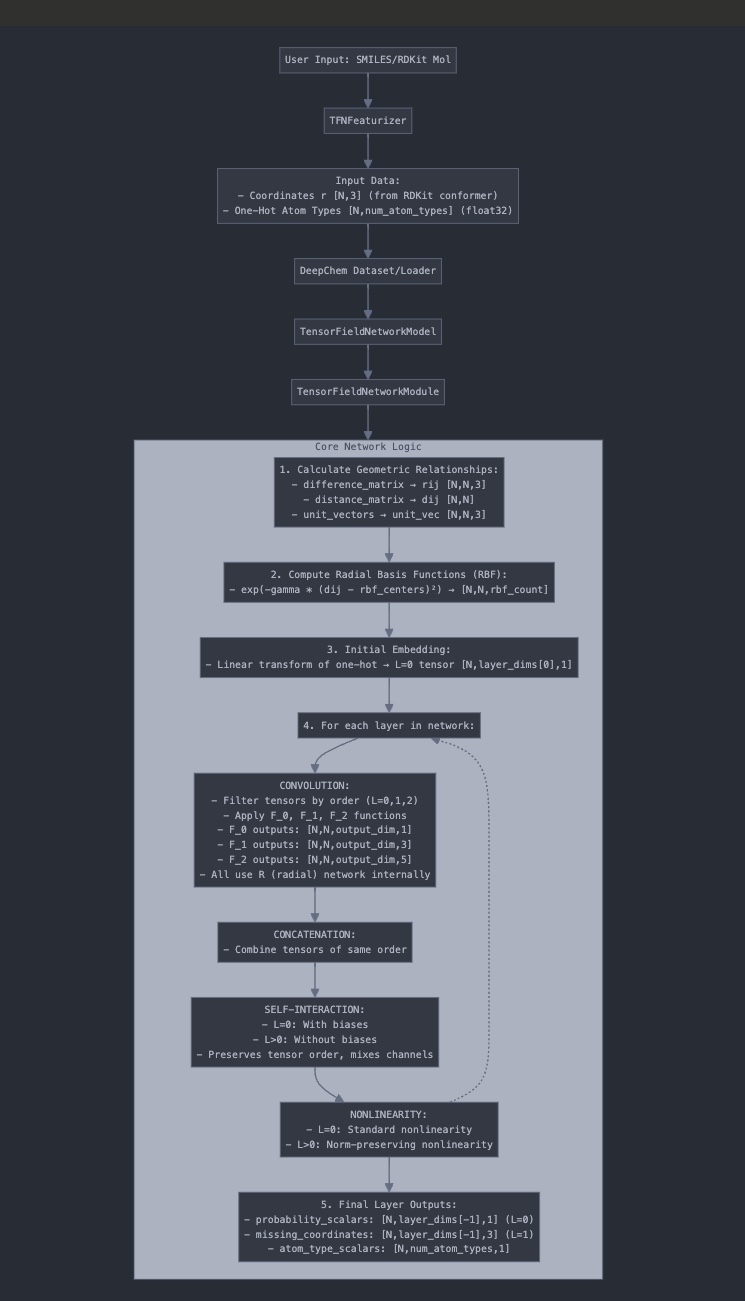 User Input: SMILES/RDKit Mol
TFNFeaturizer
Input Data:
- Coordinates r [N,3] (from RDKit conformer)
- One-Hot Atom Types [N,num_atom_types] (float32)
DeepChem Dataset/Loader
TensorFieldNetworkModel
TensorFieldNetworkModule
Core Network Logic
1. Calculate Geometric Relationships:
- difference_matrix → rij [N,N,3]
- distance_matrix → dij [N,N]
- unit_vectors → unit_vec [N,N,3]
2. Compute Radial Basis Functions (RBF):
- exp(-gamma * (dij - rbf_centers)²) → [N,N,rbf_count]
3. Initial Embedding:
- Linear transform of one-hot → L=0 tensor [N,layer_dims[0],1]
4. For each layer in network:
CONVOLUTION:
- Filter tensors by order (L=0,1,2)
- Apply F_0, F_1, F_2 functions
- F_0 outputs: [N,N,output_dim,1]
- F_1 outputs: [N,N,output_dim,3]
- F_2 outputs: [N,N,output_dim,5]
- All use R (radial) network internally
CONCATENATION:
- Combine tensors of same order
SELF-INTERACTION:
- L=0: With biases
- L>0: Without biases
- Preserves tensor order, mixes channels
NONLINEARITY:
- L=0: Standard nonlinearity
- L>0: Norm-preserving nonlinearity
5. Final Layer Outputs:
- probability_scalars: [N,layer_dims[-1],1] (L=0)
- missing_coordinates: [N,layer_dims[-1],3] (L=1)
- atom_type_scalars: [N,num_atom_types,1]